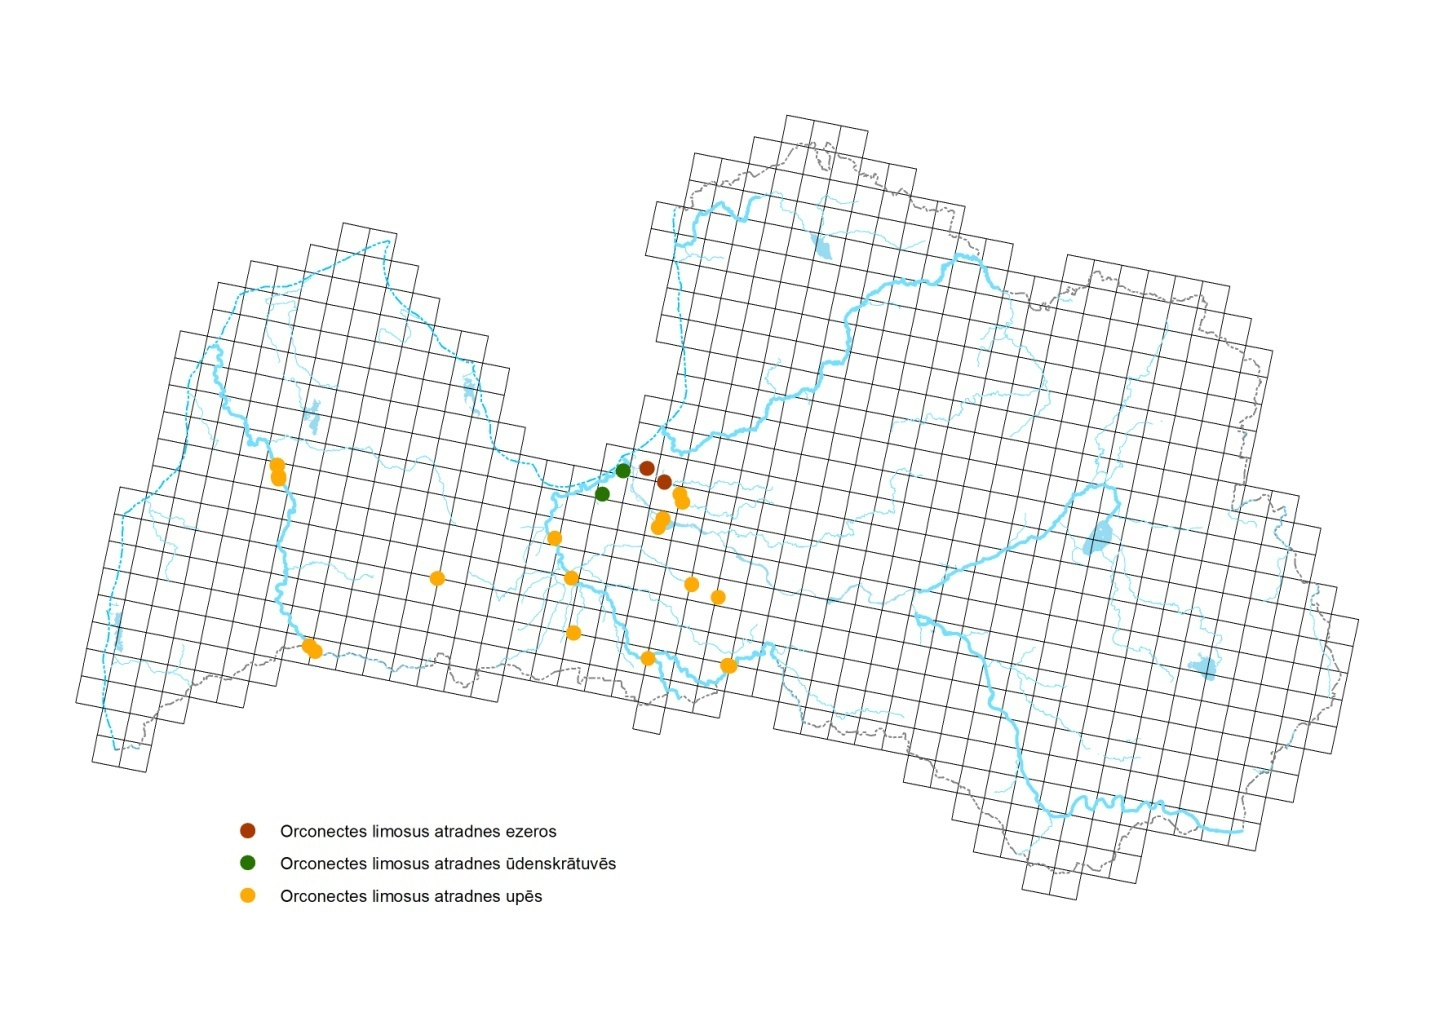 Orconectes limosus atradnes ezeros
Orconectes limosus atradnes ūdenskrātuvēs
Orconectes limosus atradnes upēs